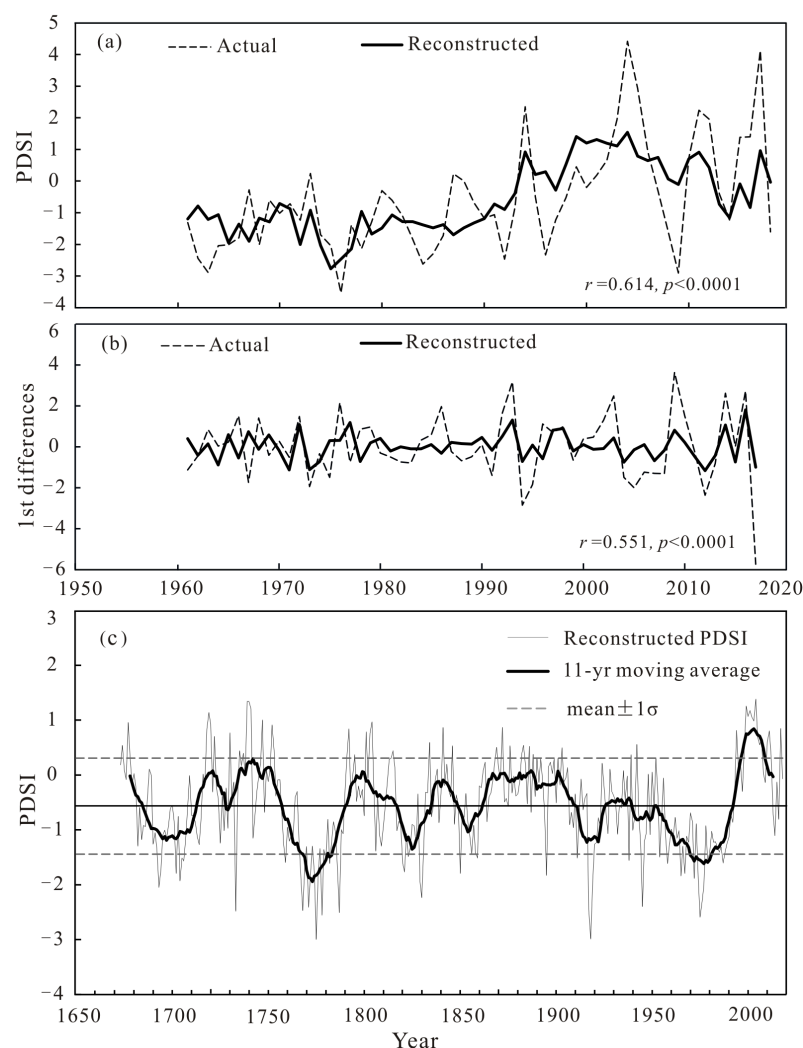 5
(a)
Actual
Reconstructed
4
3
2
1
0
−1
−2
−3
−4
PDSI
r=0.614, p<0.0001
6
(b)
Actual
Reconstructed
4
2
0
−2
−4
−6
1st differences
r=0.551, p<0.0001
1950 1960 1970 1980 1990 2000 2010 2020
3
(c)
Reconstructed PDSI
11-yr moving average
mean±1σ
2
1
0
−1
−2
−3
−4
PDSI
1650 1700 1750 1800 1850 1900 1950 2000
Year